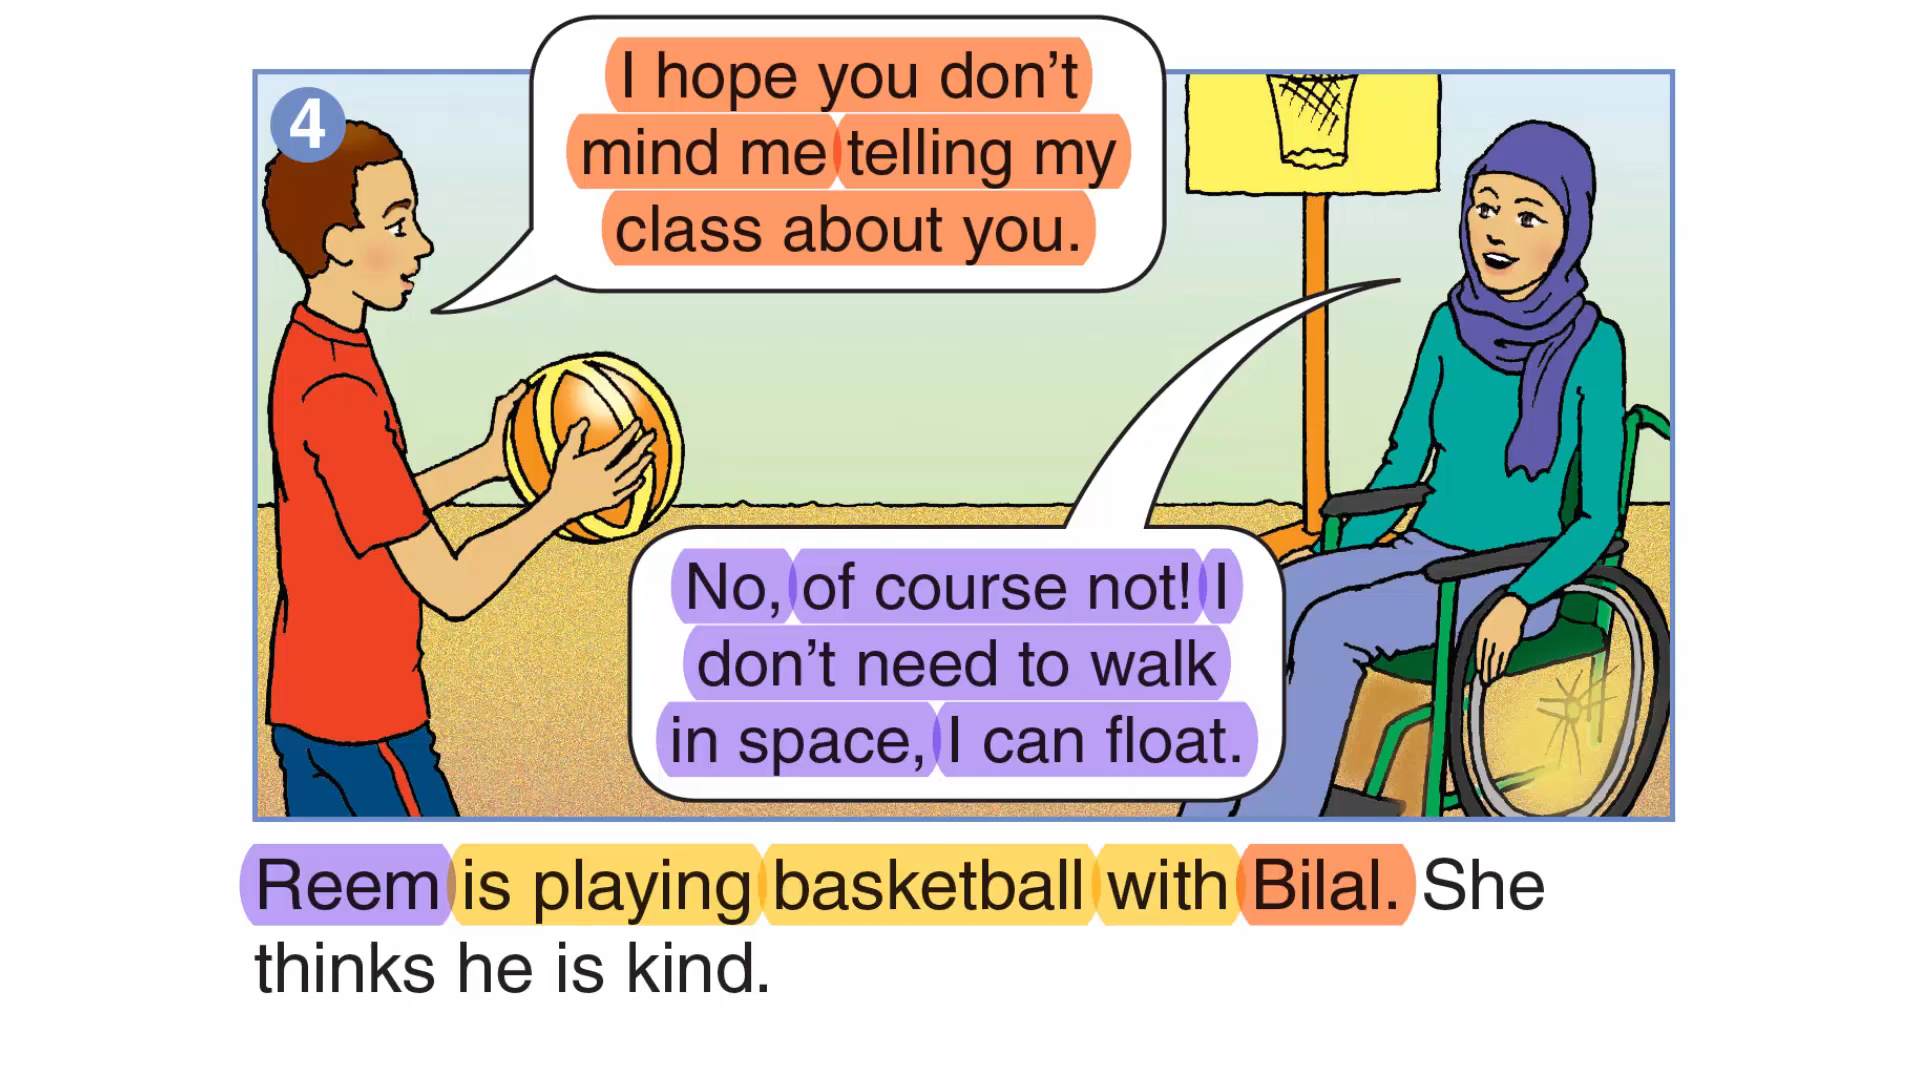 4
I hope you don’t
mind me telling my
class about you.
No, of course not! I
don’t need to walk
in space, I can float.
Reem is playing basketball with Bilal. She
thinks he is kind.